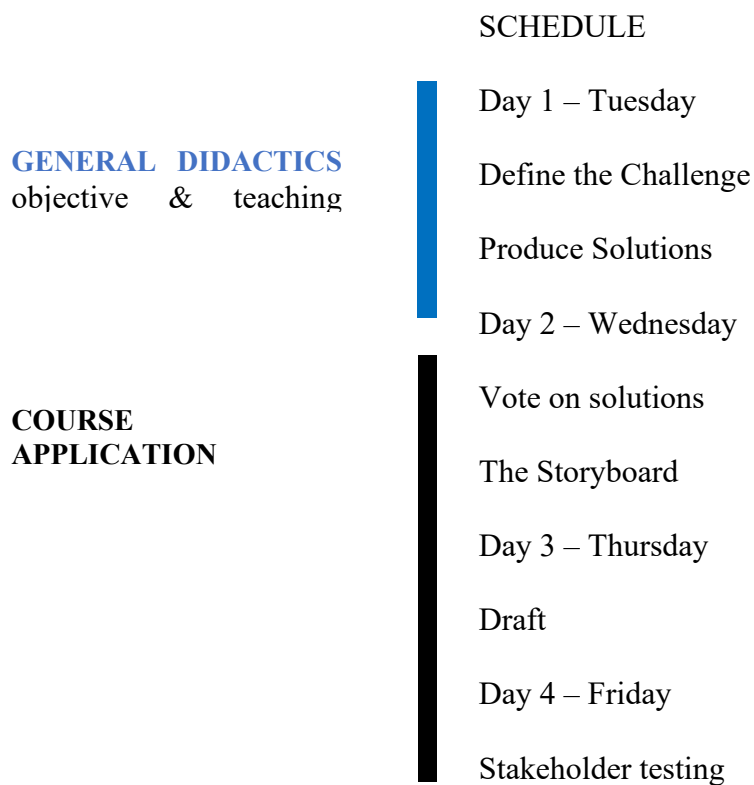 SCHEDULE
Day 1 – Tuesday
GENERAL DIDACTICS
objective & teaching
Define the Challenge
Produce Solutions
Day 2 – Wednesday
Vote on solutions
COURSE
APPLICATION
The Storyboard
Day 3 – Thursday
Draft
Day 4 – Friday
Stakeholder testing